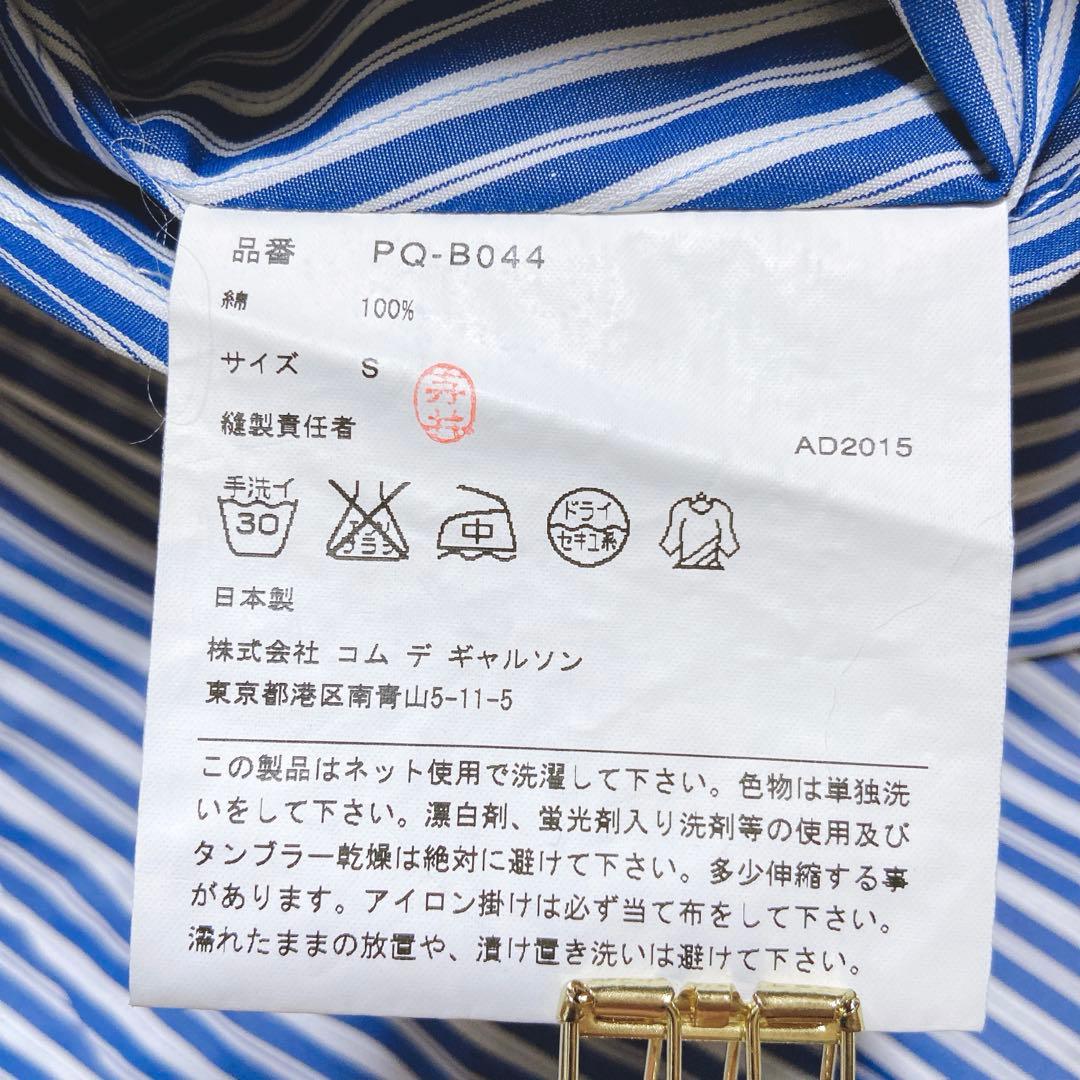 品番 PQ-B044
綿 100%
サイズ S
縫製責任者
AD2015
手洗イ
30
エンソ
中
ドライ
セキユ系
日本製
株式会社 コム デ ギャルソン
東京都港区南青山5-11-5
この製品はネット使用で洗濯して下さい。色物は単独洗
いをして下さい。漂白剤、蛍光剤入り洗剤等の使用及び
タンブラー乾燥は絶対に避けて下さい。多少伸縮する事
があります。アイロン掛けは必ず当て布をして下さい。
濡れたままの放置や、漬け置き洗いは避けて下さい。